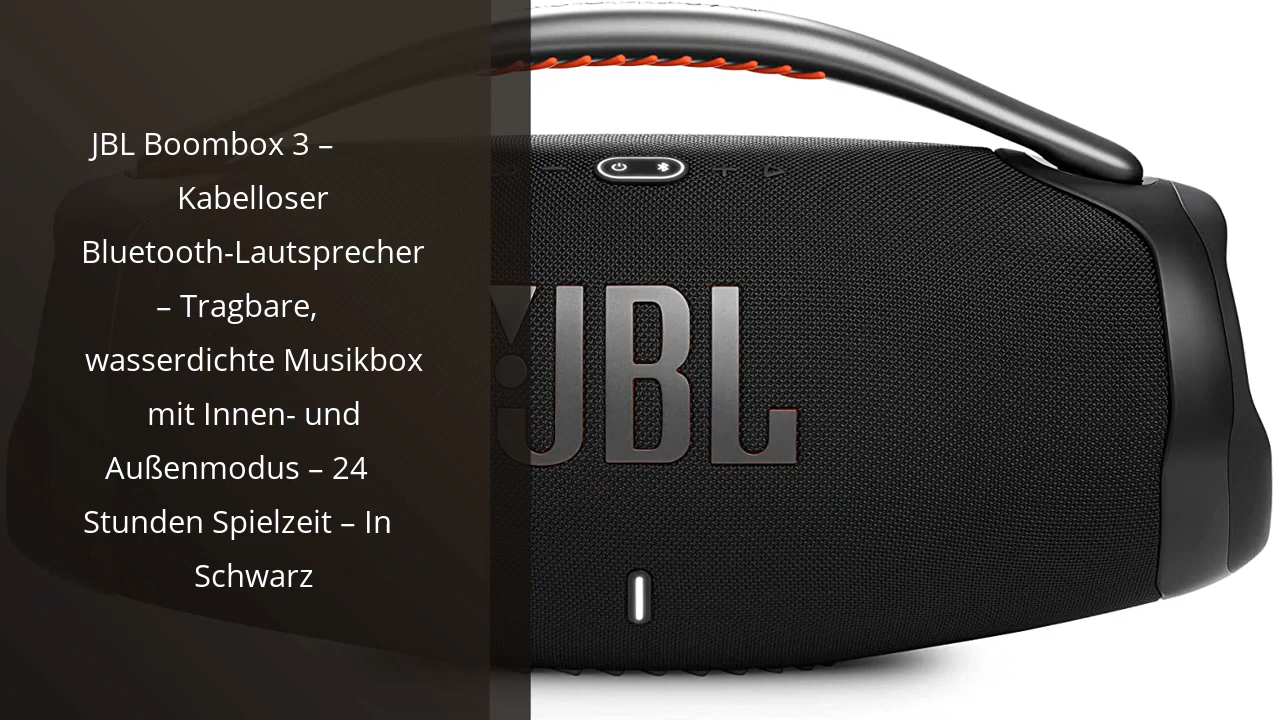 JBL Boombox 3 –
Kabelloser
Bluetooth-Lautsprecher
– Tragbare,
wasserdichte Musikbox
mit Innen- und
Außenmodus – 24
Stunden Spielzeit – In
Schwarz
JBL